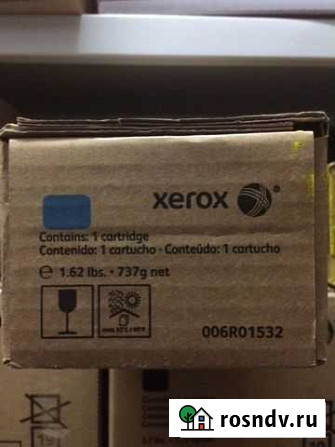 xerox
Contains: 1 cartridge
Contenido: 1 cartucho · Conteúdo: 1 cartucho
℮ 1.62 lbs. · 737g net
006R01532
rosndv.ru